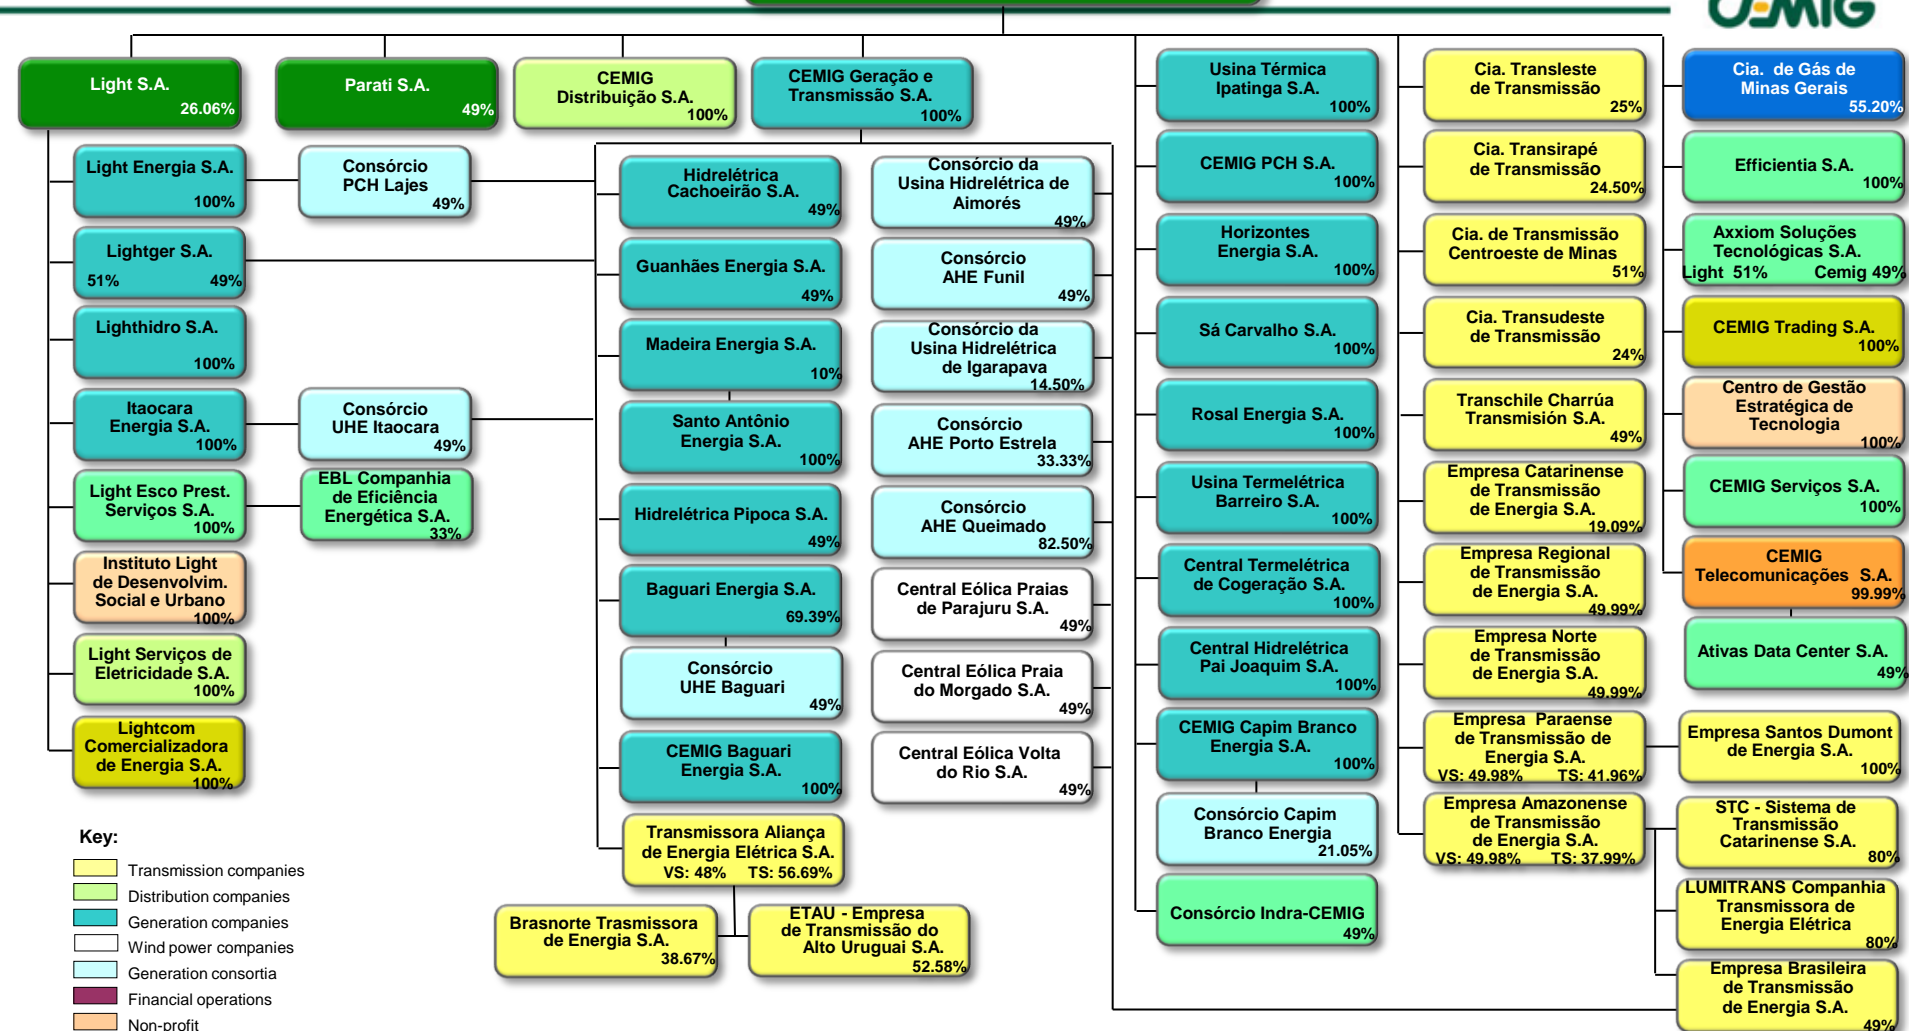 CEMIG
Light S.A.
26.06%
Parati S.A.
49%
CEMIG
Distribuição S.A.
100%
CEMIG Geração e
Transmissão S.A.
100%
Light Energia S.A.
100%
Consórcio
PCH Lajes
49%
Lightger S.A.
51% 49%
Lighthidro S.A.
100%
Itaocara
Energia S.A.
100%
Consórcio
UHE Itaocara
49%
Light Esco Prest.
Serviços S.A.
100%
EBL Companhia
de Eficiência
Energética S.A.
33%
Instituto Light
de Desenvolvim.
Social e Urbano
100%
Light Serviços de
Eletricidade S.A.
100%
Lightcom
Comercializadora
de Energia S.A.
100%
Hidrelétrica
Cachoeirão S.A.
49%
Guanhães Energia S.A.
49%
Madeira Energia S.A.
10%
Santo Antônio
Energia S.A.
100%
Hidrelétrica Pipoca S.A.
49%
Baguari Energia S.A.
69.39%
Consórcio
UHE Baguari
49%
CEMIG Baguari
Energia S.A.
100%
Transmissora Aliança
de Energia Elétrica S.A.
VS: 48% TS: 56.69%
Brasnorte Trasmissora
de Energia S.A.
38.67%
ETAU - Empresa
de Transmissão do
Alto Uruguai S.A.
52.58%
Consórcio da
Usina Hidrelétrica de
Aimorés
49%
Consórcio
AHE Funil
49%
Consórcio da
Usina Hidrelétrica
de Igarapava
14.50%
Consórcio
AHE Porto Estrela
33.33%
Consórcio
AHE Queimado
82.50%
Central Eólica Praias
de Parajuru S.A.
49%
Central Eólica Praia
do Morgado S.A.
49%
Central Eólica Volta
do Rio S.A.
49%
Usina Térmica
Ipatinga S.A.
100%
CEMIG PCH S.A.
100%
Horizontes
Energia S.A.
100%
Sá Carvalho S.A.
100%
Rosal Energia S.A.
100%
Usina Termelétrica
Barreiro S.A.
100%
Central Termelétrica
de Cogeração S.A.
100%
Central Hidrelétrica
Pai Joaquim S.A.
100%
CEMIG Capim Branco
Energia S.A.
100%
Consórcio Capim
Branco Energia
21.05%
Consórcio Indra-CEMIG
49%
Cia. Transleste
de Transmissão
25%
Cia. Transirapé
de Transmissão
24.50%
Cia. de Transmissão
Centroeste de Minas
51%
Cia. Transudeste
de Transmissão
24%
Transchile Charrúa
Transmisión S.A.
49%
Empresa Catarinense
de Transmissão
de Energia S.A.
19.09%
Empresa Regional
de Transmissão
de Energia S.A.
49.99%
Empresa Norte
de Transmissão
de Energia S.A.
49.99%
Empresa Paraense
de Transmissão de
Energia S.A.
VS: 49.98% TS: 41.96%
Empresa Amazonense
de Transmissão
de Energia S.A.
VS: 49.98% TS: 37.99%
Cia. de Gás de
Minas Gerais
55.20%
Efficientia S.A.
100%
Axxiom Soluções
Tecnológicas S.A.
Light 51% Cemig 49%
CEMIG Trading S.A.
100%
Centro de Gestão
Estratégica de
Tecnologia
100%
CEMIG Serviços S.A.
100%
CEMIG
Telecomunicações S.A.
99.99%
Ativas Data Center S.A.
49%
Empresa Santos Dumont
de Energia S.A.
100%
STC - Sistema de
Transmissão
Catarinense S.A.
80%
LUMITRANS Companhia
Transmissora de
Energia Elétrica
80%
Empresa Brasileira
de Transmissão
de Energia S.A.
49%
Key:
Transmission companies
Distribution companies
Generation companies
Wind power companies
Generation consortia
Financial operations
Non-profit